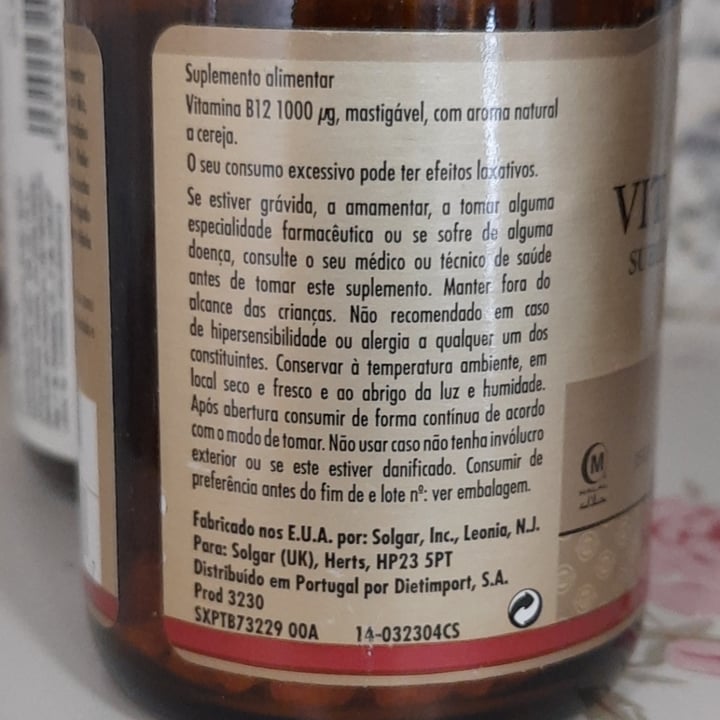 Suplemento alimentar
Vitamina B12 1000 µg, mastigável, com aroma natural
a cereja.
O seu consumo excessivo pode ter efeitos laxativos.
Se estiver grávida, a amamentar, a tomar alguma
especialidade farmacêutica ou se sofre de alguma
doença, consulte o seu médico ou técnico de saúde
antes de tomar este suplemento. Manter fora do
alcance das crianças. Não recomendado em caso
de hipersensibilidade ou alergia a qualquer um dos
constituintes. Conservar à temperatura ambiente, em
local seco e fresco e ao abrigo da luz e humidade.
Após abertura consumir de forma contínua de acordo
com o modo de tomar. Não usar caso não tenha invólucro
exterior ou se este estiver danificado. Consumir de
preferência antes do fim de e lote nº: ver embalagem.
Fabricado nos E.U.A. por: Solgar, Inc., Leonia, N.J.
Para: Solgar (UK), Herts, HP23 5PT
Distribuído em Portugal por Dietimport, S.A.
Prod 3230
SXPTB73229 00A 14-032304CS
VIT
SU
M
HALAL
حلال